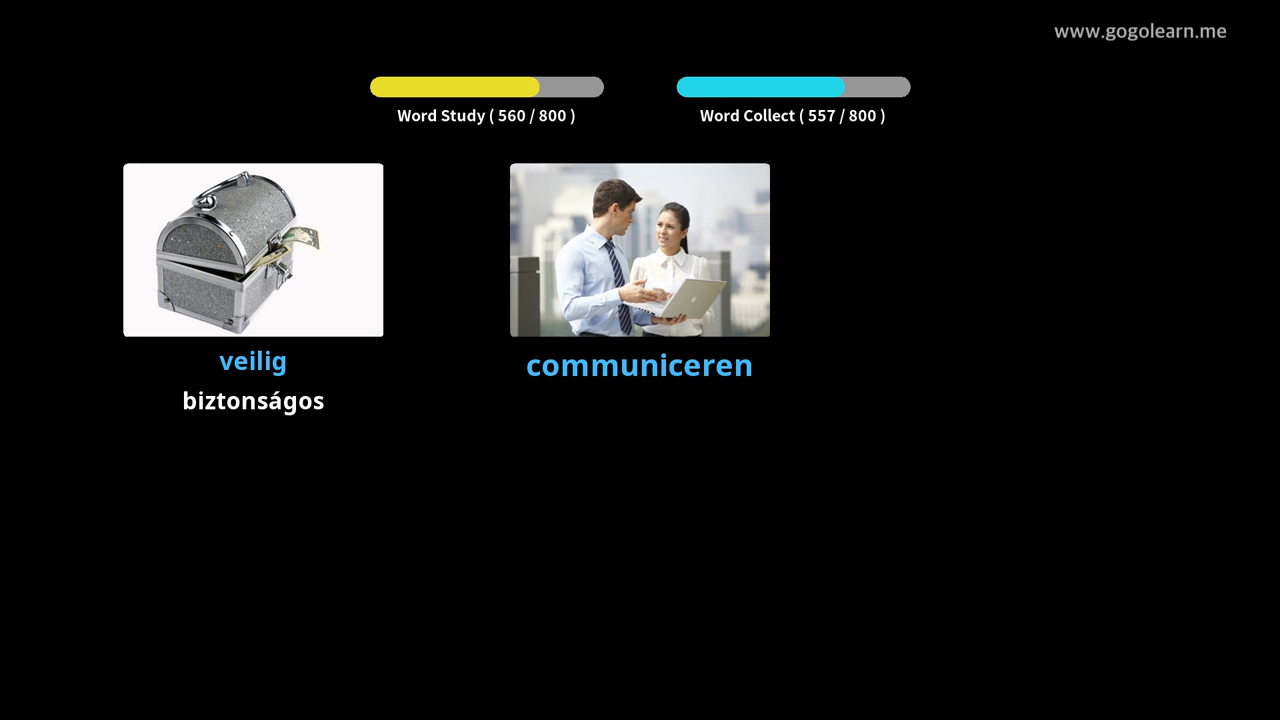 www.gogolearn.me
Word Study ( 560 / 800 )
Word Collect ( 557 / 800 )
veilig
biztonságos
communiceren